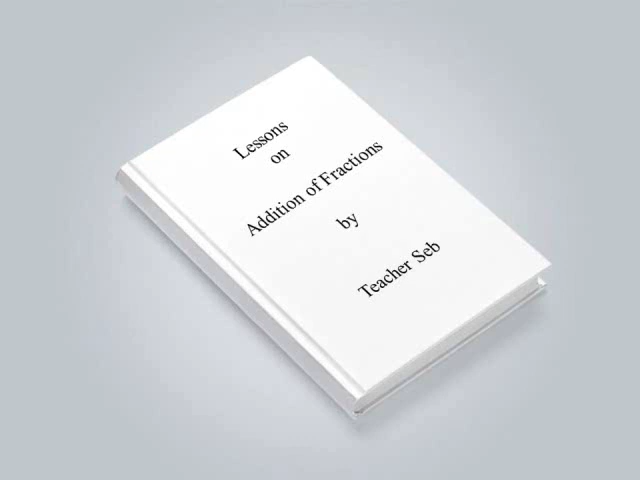 Lessons
on
Addition of Fractions
by
Teacher Seb